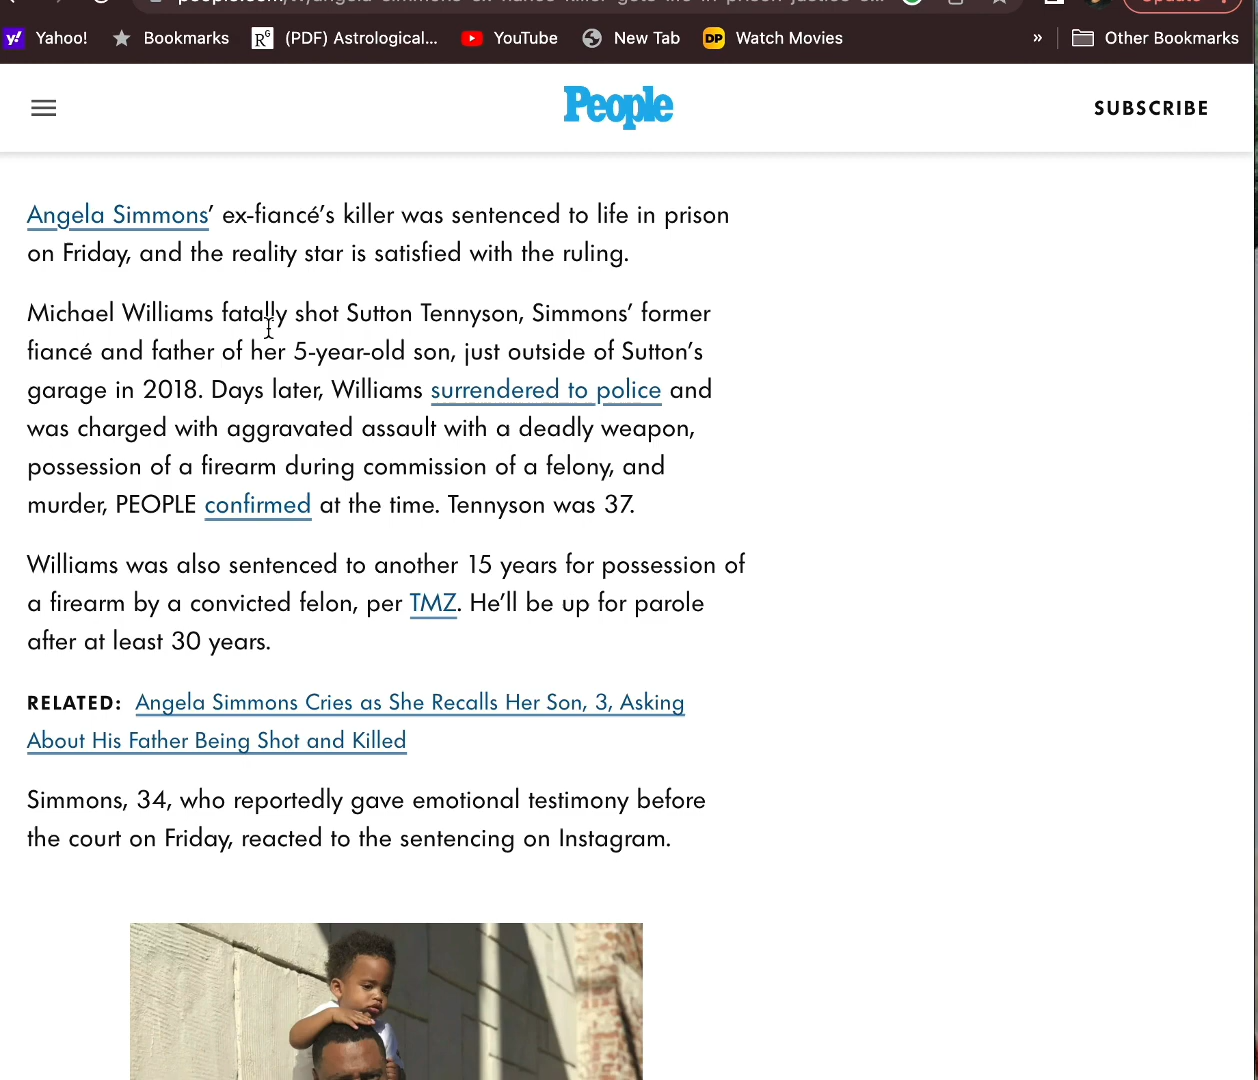 Yahoo! Bookmarks (PDF) Astrological... YouTube New Tab Watch Movies » Other Bookmarks
People SUBSCRIBE
Angela Simmons’ ex-fiancé’s killer was sentenced to life in prison
on Friday, and the reality star is satisfied with the ruling.
Michael Williams fatally shot Sutton Tennyson, Simmons’ former
fiancé and father of her 5-year-old son, just outside of Sutton’s
garage in 2018. Days later, Williams surrendered to police and
was charged with aggravated assault with a deadly weapon,
possession of a firearm during commission of a felony, and
murder, PEOPLE confirmed at the time. Tennyson was 37.
Williams was also sentenced to another 15 years for possession of
a firearm by a convicted felon, per TMZ. He’ll be up for parole
after at least 30 years.
RELATED: Angela Simmons Cries as She Recalls Her Son, 3, Asking
About His Father Being Shot and Killed
Simmons, 34, who reportedly gave emotional testimony before
the court on Friday, reacted to the sentencing on Instagram.